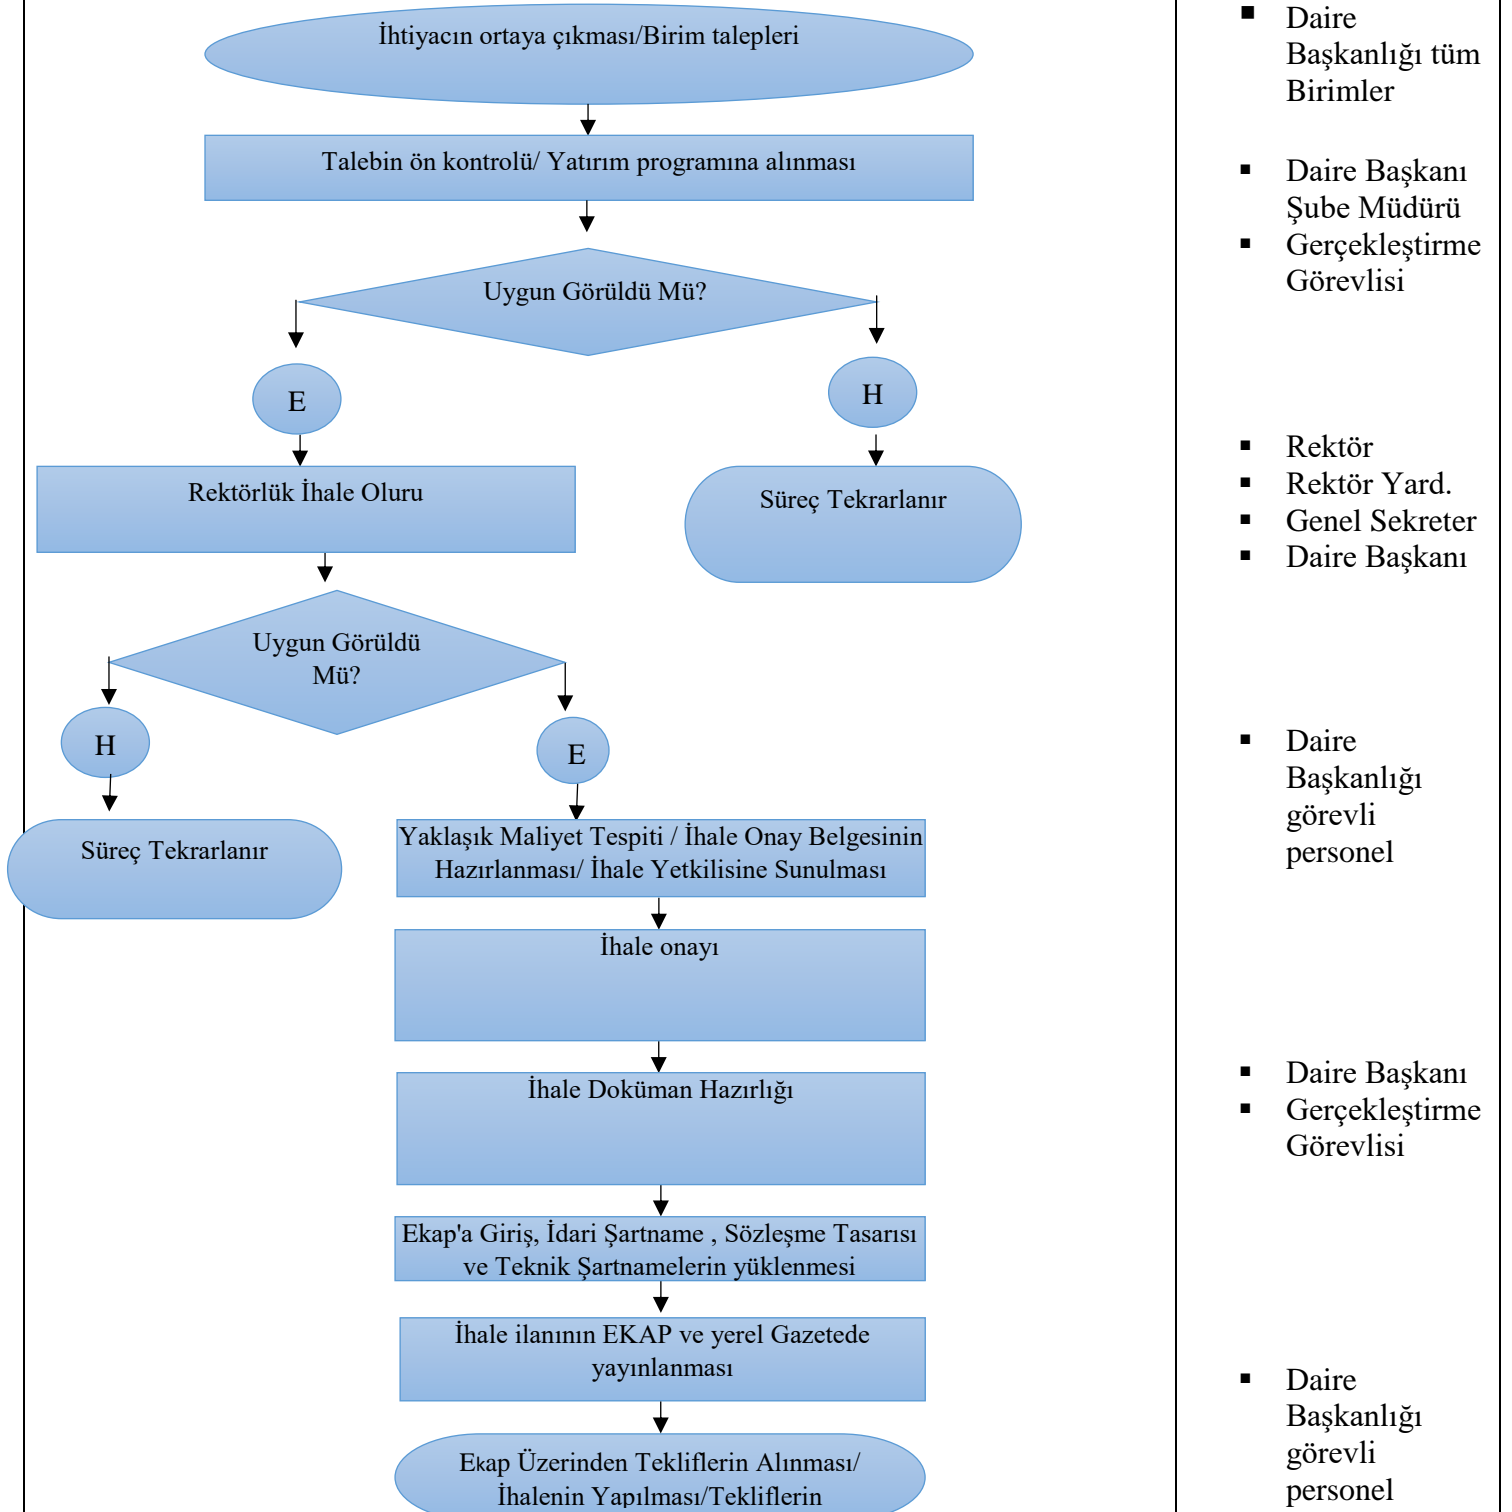 İhtiyacın ortaya çıkması/Birim talepleri
Talebin ön kontrolü/ Yatırım programına alınması
Uygun Görüldü Mü?
E
H
Rektörlük İhale Oluru
Süreç Tekrarlanır
Uygun Görüldü
Mü?
H
E
Süreç Tekrarlanır
Yaklaşık Maliyet Tespiti / İhale Onay Belgesinin
Hazırlanması/ İhale Yetkilisine Sunulması
İhale onayı
İhale Doküman Hazırlığı
Ekap'a Giriş, İdari Şartname , Sözleşme Tasarısı
ve Teknik Şartnamelerin yüklenmesi
İhale ilanının EKAP ve yerel Gazetede
yayınlanması
Ekap Üzerinden Tekliflerin Alınması/
İhalenin Yapılması/Tekliflerin
▪ Daire
Başkanlığı tüm
Birimler
▪ Daire Başkanı
Şube Müdürü
▪ Gerçekleştirme
Görevlisi
▪ Rektör
▪ Rektör Yard.
▪ Genel Sekreter
▪ Daire Başkanı
▪ Daire
Başkanlığı
görevli
personel
▪ Daire Başkanı
▪ Gerçekleştirme
Görevlisi
▪ Daire
Başkanlığı
görevli
personel